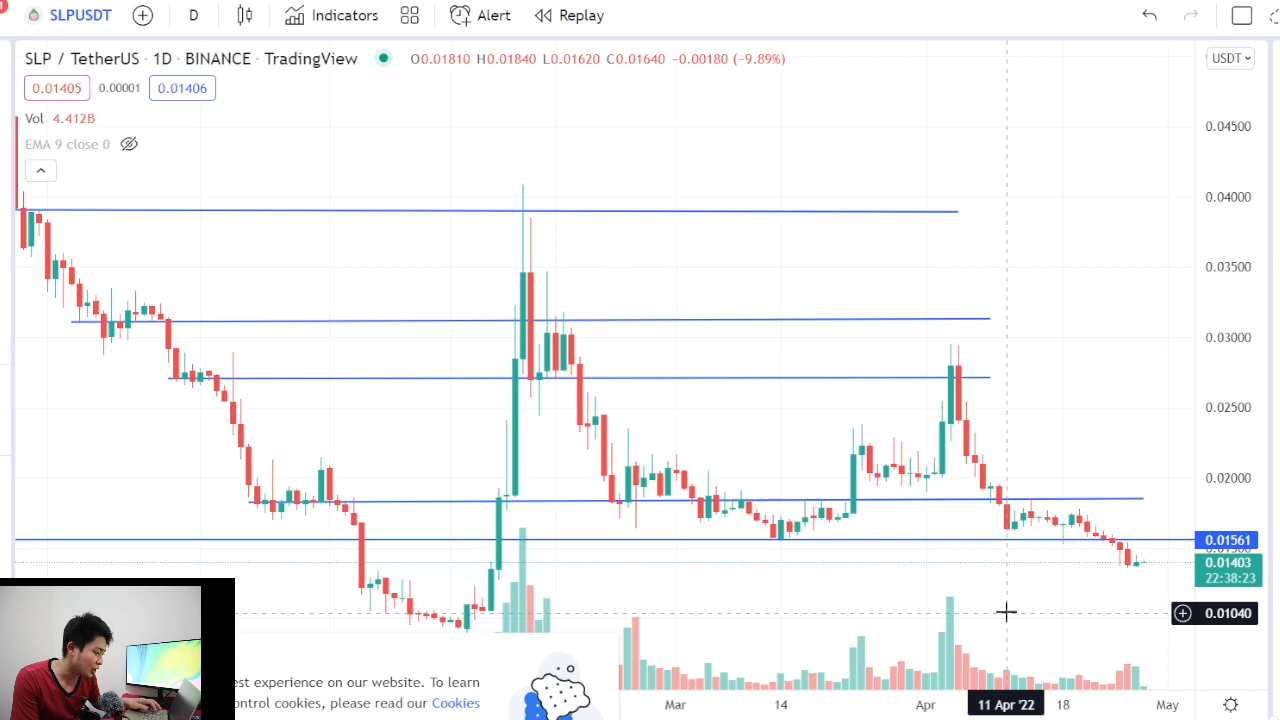 SLPUSDT D Indicators Alert Replay
SLP / TetherUS · 1D · BINANCE · TradingView O0.01810 H0.01840 L0.01620 C0.01640 −0.00180 (−9.89%) USDT
0.01405 0.00001 0.01406
Vol 4.412B
EMA 9 close 0
0.04500
0.04000
0.03500
0.03000
0.02500
0.02000
0.01561
0.01403
22:38:23
0.01040
est experience on our website. To learn
ontrol cookies, please read our Cookies
Mar 14 Apr 11 Apr '22 18 May